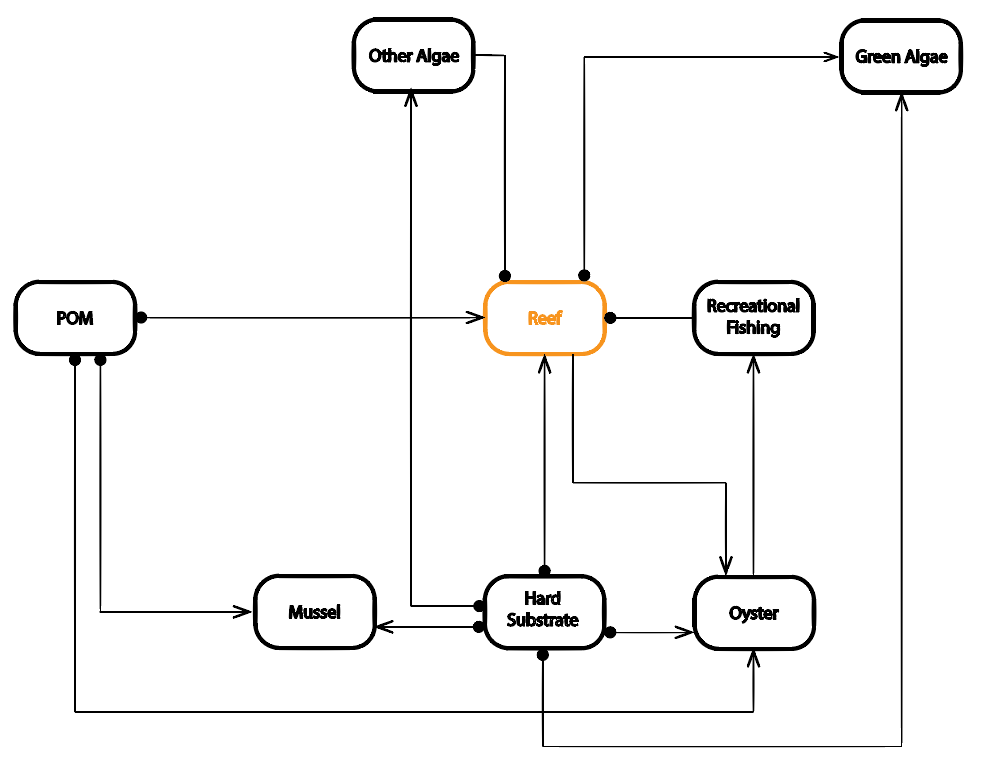 Other Algae
Green Algae
POM
Reef
Recreational
Fishing
Mussel
Hard
Substrate
Oyster